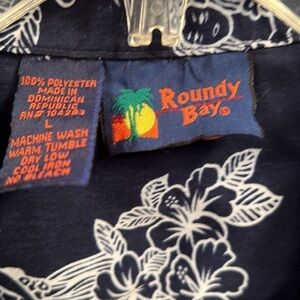 100% POLYESTER
MADE IN
DOMINICAN
REPUBLIC
RN# 104283
L
MACHINE WASH
WARM TUMBLE
DRY LOW
COOL IRON
NO BLEACH
Roundy
Bay®